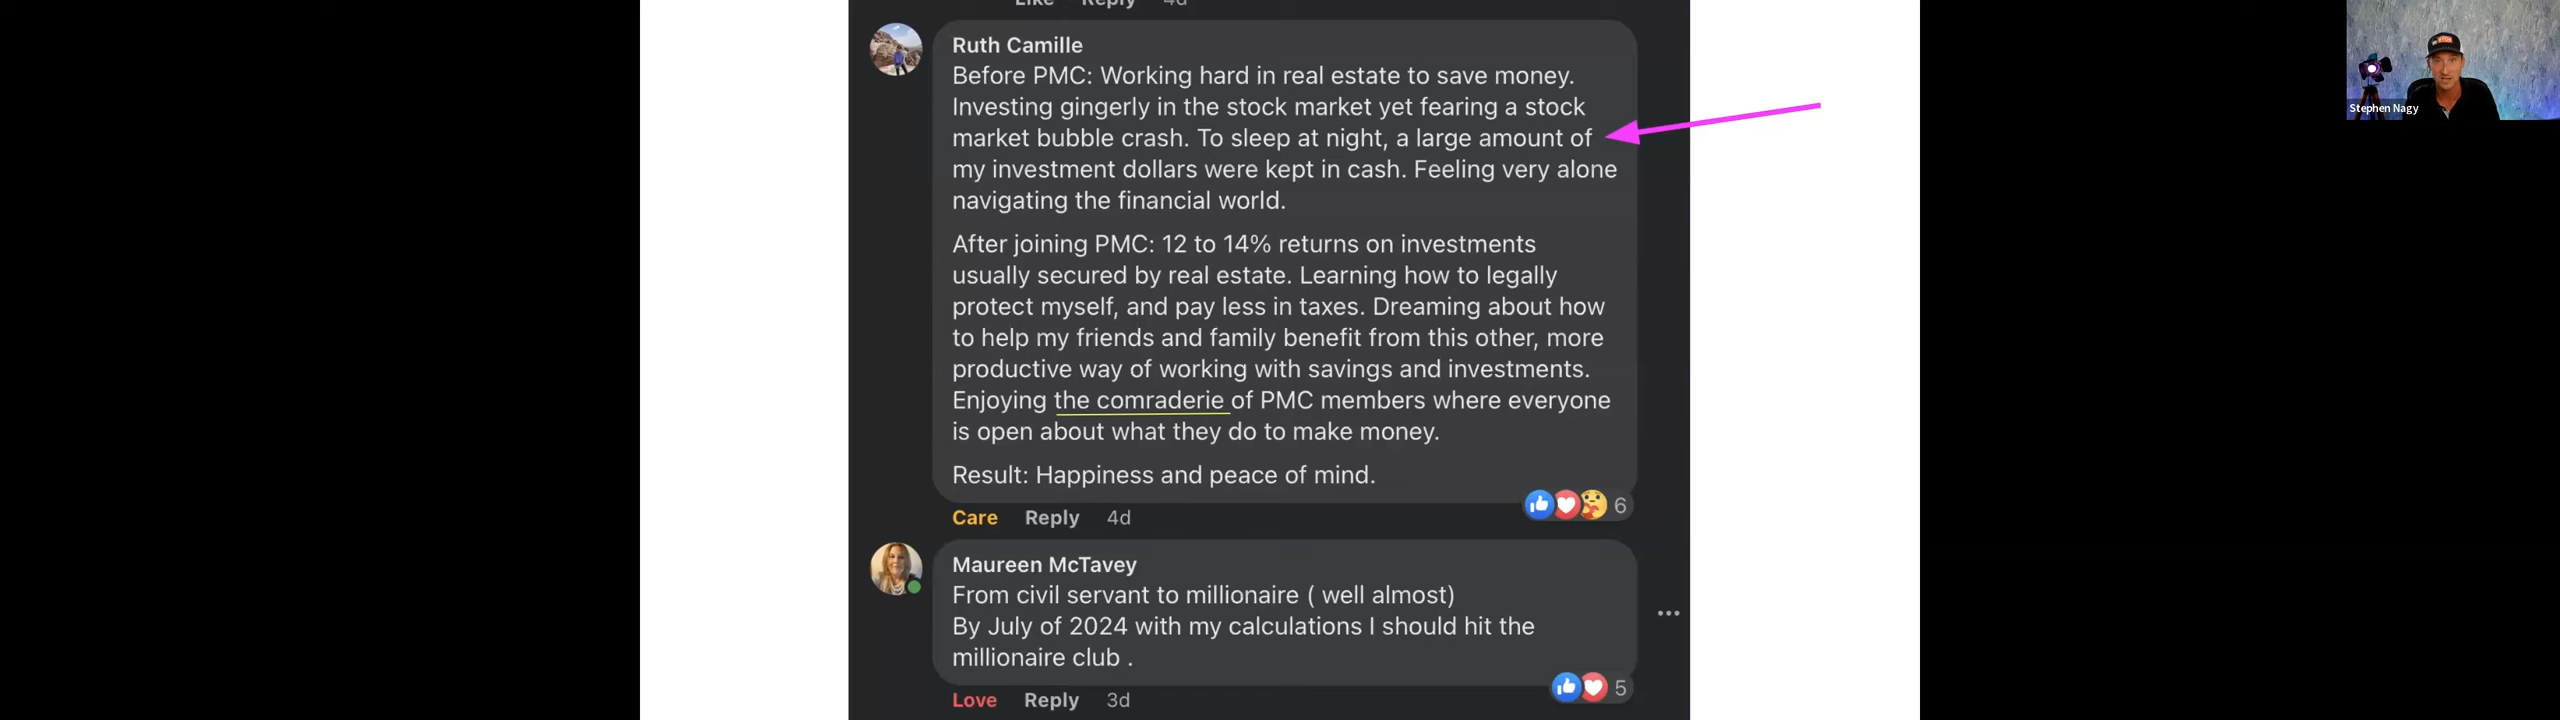 Like Reply 4d
Ruth Camille
Before PMC: Working hard in real estate to save money.
Investing gingerly in the stock market yet fearing a stock
market bubble crash. To sleep at night, a large amount of
my investment dollars were kept in cash. Feeling very alone
navigating the financial world.
After joining PMC: 12 to 14% returns on investments
usually secured by real estate. Learning how to legally
protect myself, and pay less in taxes. Dreaming about how
to help my friends and family benefit from this other, more
productive way of working with savings and investments.
Enjoying the comraderie of PMC members where everyone
is open about what they do to make money.
Result: Happiness and peace of mind.
6
Care Reply 4d
Maureen McTavey
From civil servant to millionaire ( well almost)
By July of 2024 with my calculations I should hit the
millionaire club .
5
Love Reply 3d
Stephen Nagy